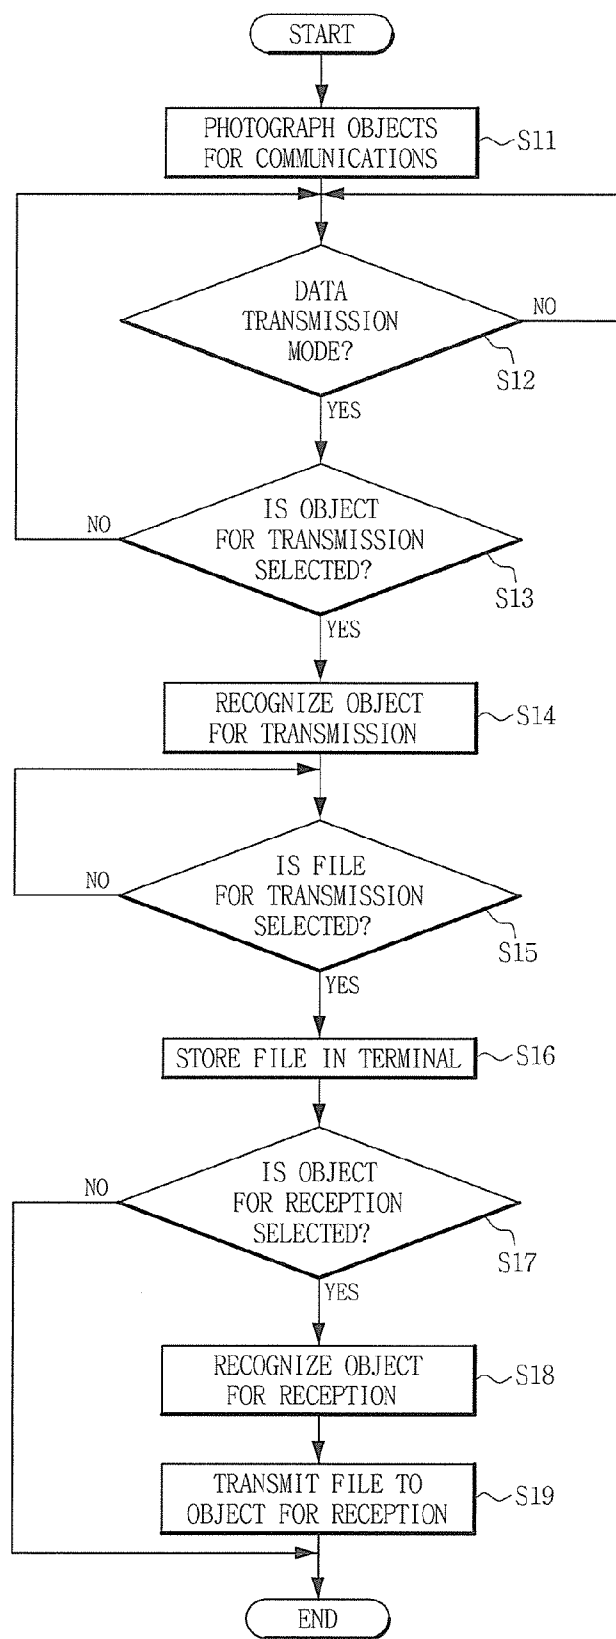 START
PHOTOGRAPH OBJECTS
FOR COMMUNICATIONS
S11
DATA
TRANSMISSION
MODE?
NO
S12
YES
IS OBJECT
FOR TRANSMISSION
SELECTED?
NO
S13
YES
RECOGNIZE OBJECT
FOR TRANSMISSION
S14
IS FILE
FOR TRANSMISSION
SELECTED?
NO
S15
YES
STORE FILE IN TERMINAL
S16
IS OBJECT
FOR RECEPTION
SELECTED?
NO
S17
YES
RECOGNIZE OBJECT
FOR RECEPTION
S18
TRANSMIT FILE TO
OBJECT FOR RECEPTION
S19
END